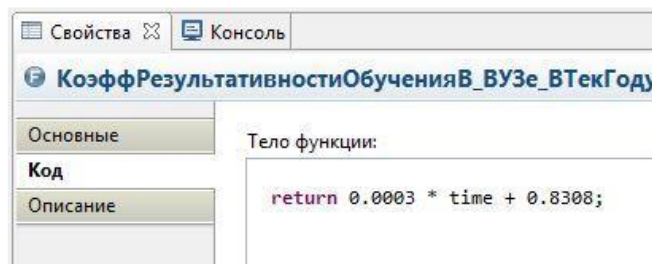 Свойства Консоль
F КоэффРезультативностиОбученияВ_ВУЗе_ВТекГоду
Основные
Тело функции:
Код
return 0.0003 * time + 0.8308;
Описание